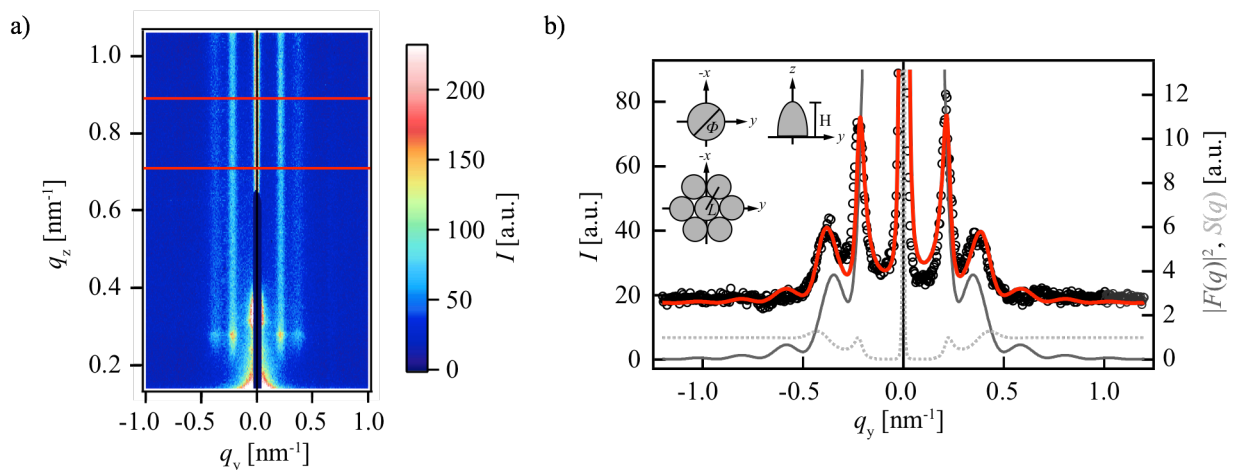 a)
1.0
0.8
0.6
0.4
0.2
q_z [nm⁻¹]
-1.0 -0.5 0.0 0.5 1.0
q_y [nm⁻¹]
200
150
100
50
0
I [a.u.]
b)
80
60
40
20
0
I [a.u.]
-x
y
Φ
z
H
y
-x
y
L
12
10
8
6
4
2
0
|F(q)|², S(q) [a.u.]
-1.0 -0.5 0.0 0.5 1.0
q_y [nm⁻¹]